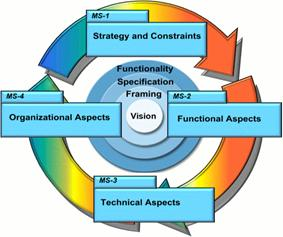 MS-1
Strategy and Constraints
Functionality
Specification
Framing
MS-4
Organizational Aspects
Vision
MS-2
Functional Aspects
MS-3
Technical Aspects